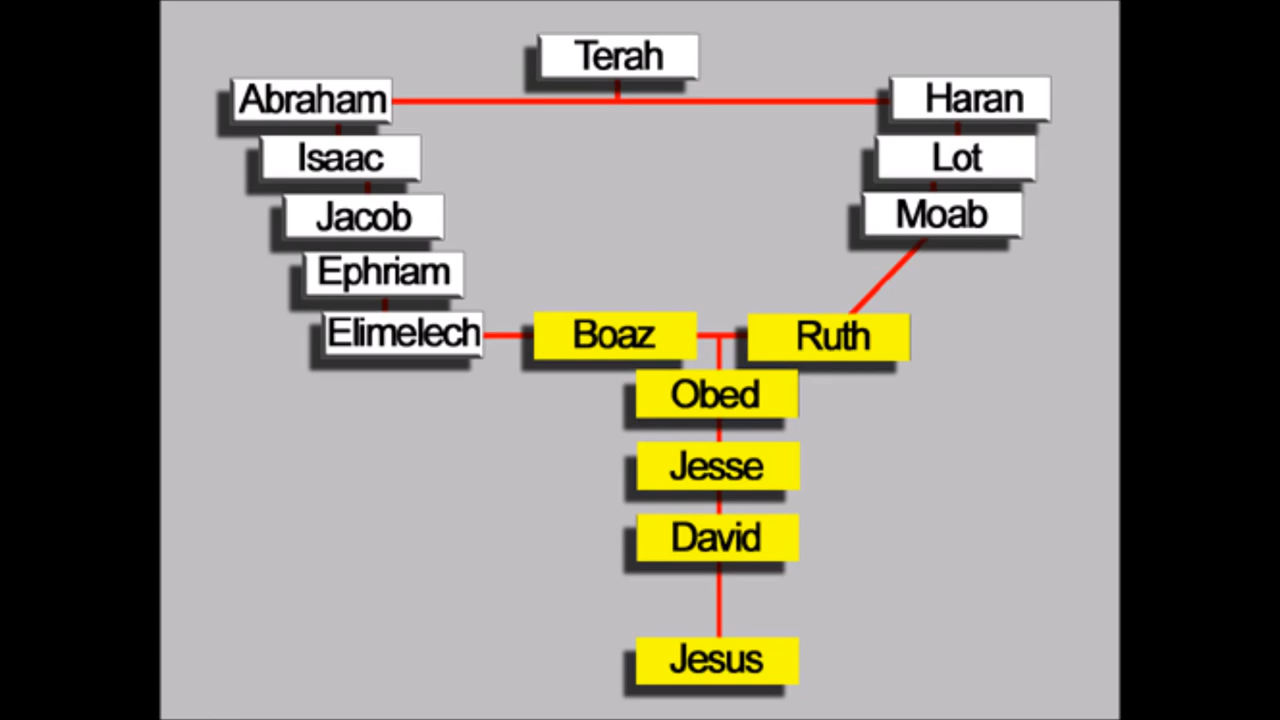 Terah
Abraham
Haran
Isaac
Lot
Jacob
Moab
Ephriam
Elimelech
Boaz
Ruth
Obed
Jesse
David
Jesus